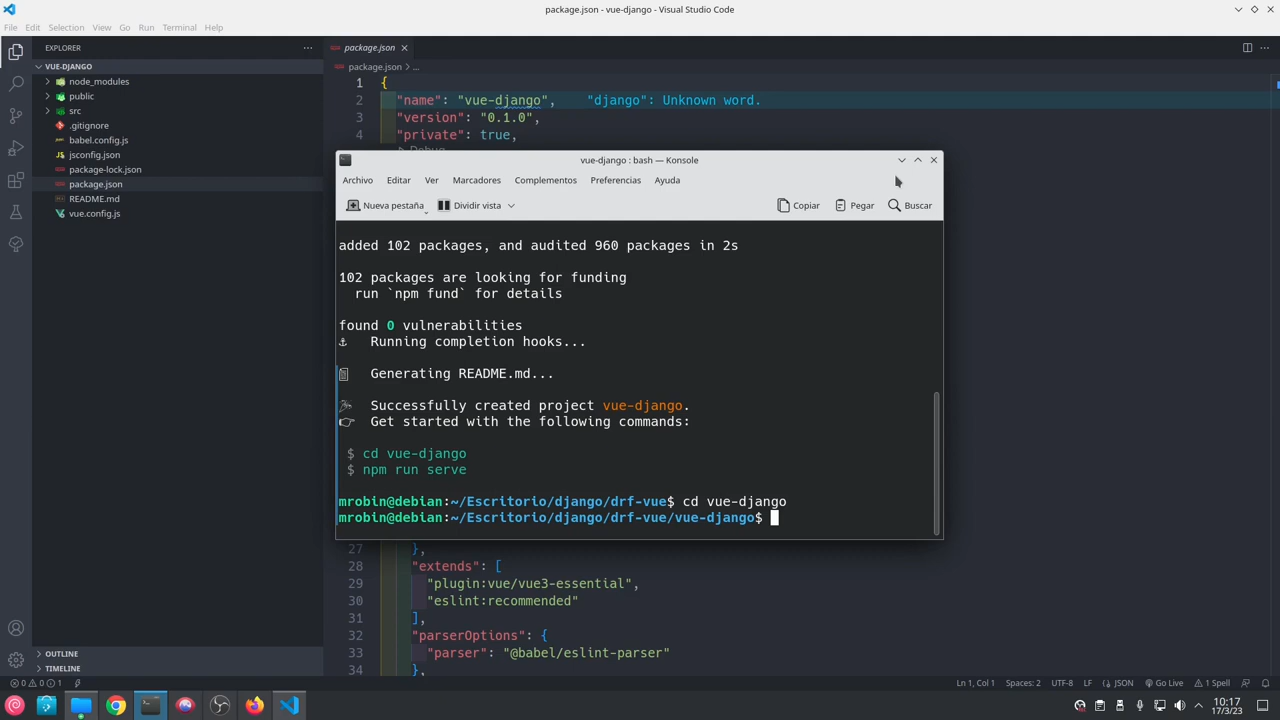 package.json - vue-django - Visual Studio Code
File Edit Selection View Go Run Terminal Help
EXPLORER
VUE-DJANGO
node_modules
public
src
.gitignore
babel.config.js
jsconfig.json
package-lock.json
package.json
README.md
vue.config.js
OUTLINE
TIMELINE
package.json
package.json > ...
1 {
2 "name": "vue-django", "django": Unknown word.
3 "version": "0.1.0",
4 "private": true,
Debug
vue-django : bash — Konsole
Archivo Editar Ver Marcadores Complementos Preferencias Ayuda
Nueva pestaña Dividir vista Copiar Pegar Buscar
added 102 packages, and audited 960 packages in 2s
102 packages are looking for funding
run `npm fund` for details
found 0 vulnerabilities
Running completion hooks...
Generating README.md...
Successfully created project vue-django.
Get started with the following commands:
$ cd vue-django
$ npm run serve
mrobin@debian:~/Escritorio/django/drf-vue$ cd vue-django
mrobin@debian:~/Escritorio/django/drf-vue/vue-django$
27 },
28 "extends": [
29 "plugin:vue/vue3-essential",
30 "eslint:recommended"
31 ],
32 "parserOptions": {
33 "parser": "@babel/eslint-parser"
34 },
0 0 1 Ln 1, Col 1 Spaces: 2 UTF-8 LF JSON Go Live 1 Spell
10:17
17/3/23